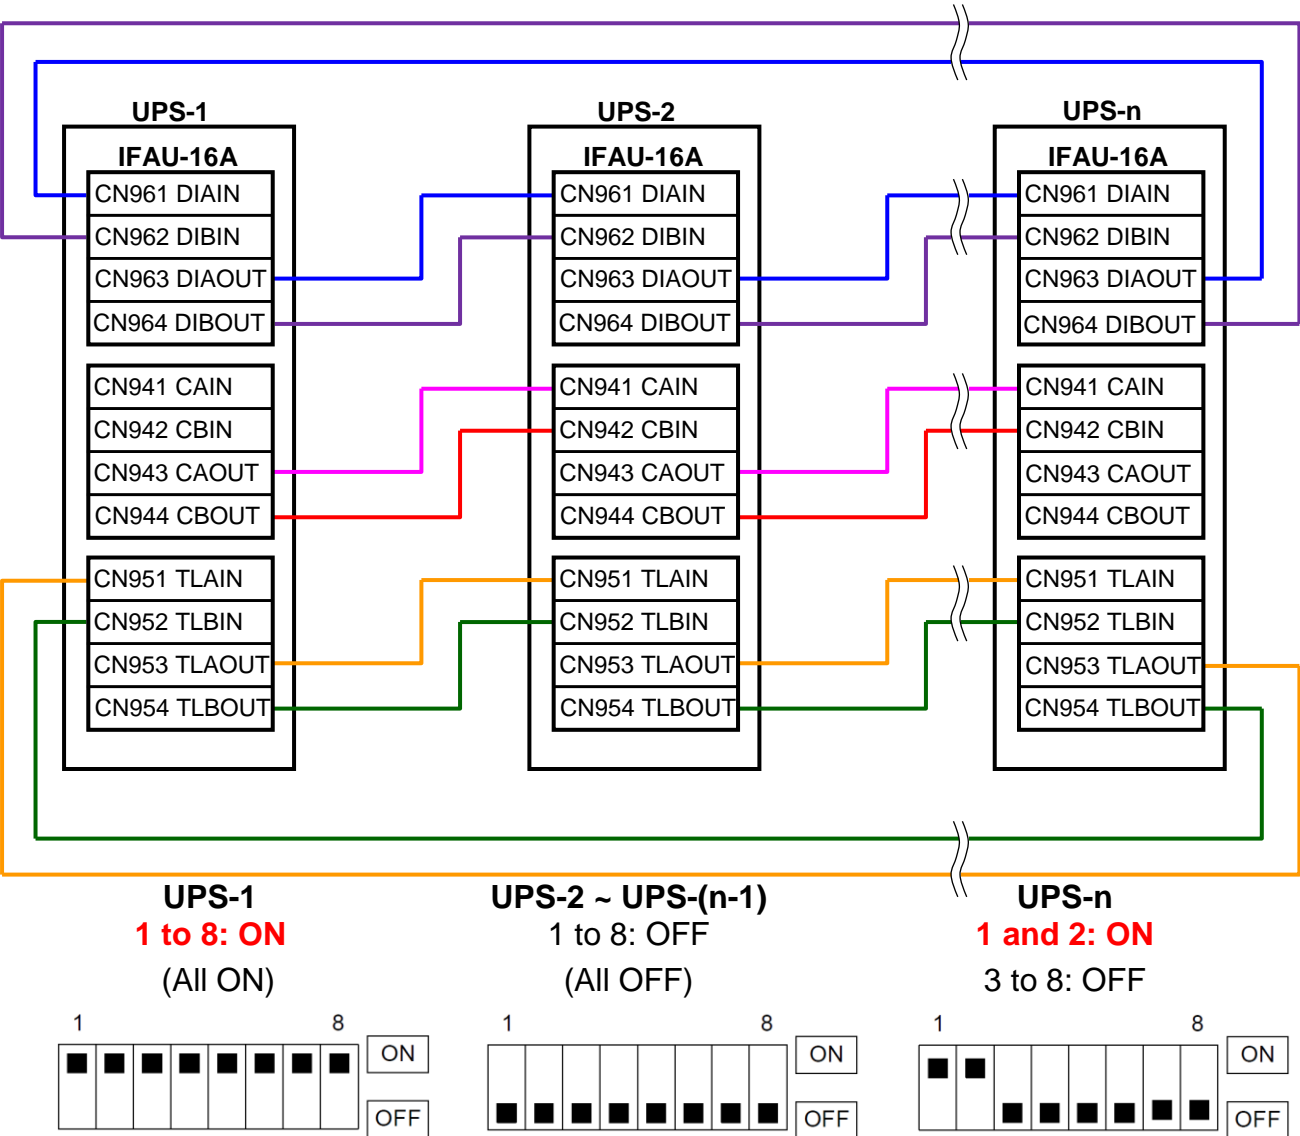 UPS-1
IFAU-16A
CN961 DIAIN
CN962 DIBIN
CN963 DIAOUT
CN964 DIBOUT
CN941 CAIN
CN942 CBIN
CN943 CAOUT
CN944 CBOUT
CN951 TLAIN
CN952 TLBIN
CN953 TLAOUT
CN954 TLBOUT
UPS-2
IFAU-16A
CN961 DIAIN
CN962 DIBIN
CN963 DIAOUT
CN964 DIBOUT
CN941 CAIN
CN942 CBIN
CN943 CAOUT
CN944 CBOUT
CN951 TLAIN
CN952 TLBIN
CN953 TLAOUT
CN954 TLBOUT
UPS-n
IFAU-16A
CN961 DIAIN
CN962 DIBIN
CN963 DIAOUT
CN964 DIBOUT
CN941 CAIN
CN942 CBIN
CN943 CAOUT
CN944 CBOUT
CN951 TLAIN
CN952 TLBIN
CN953 TLAOUT
CN954 TLBOUT
UPS-1
1 to 8: ON
(All ON)
1 8
ON
OFF
UPS-2 ~ UPS-(n-1)
1 to 8: OFF
(All OFF)
1 8
ON
OFF
UPS-n
1 and 2: ON
3 to 8: OFF
1 8
ON
OFF